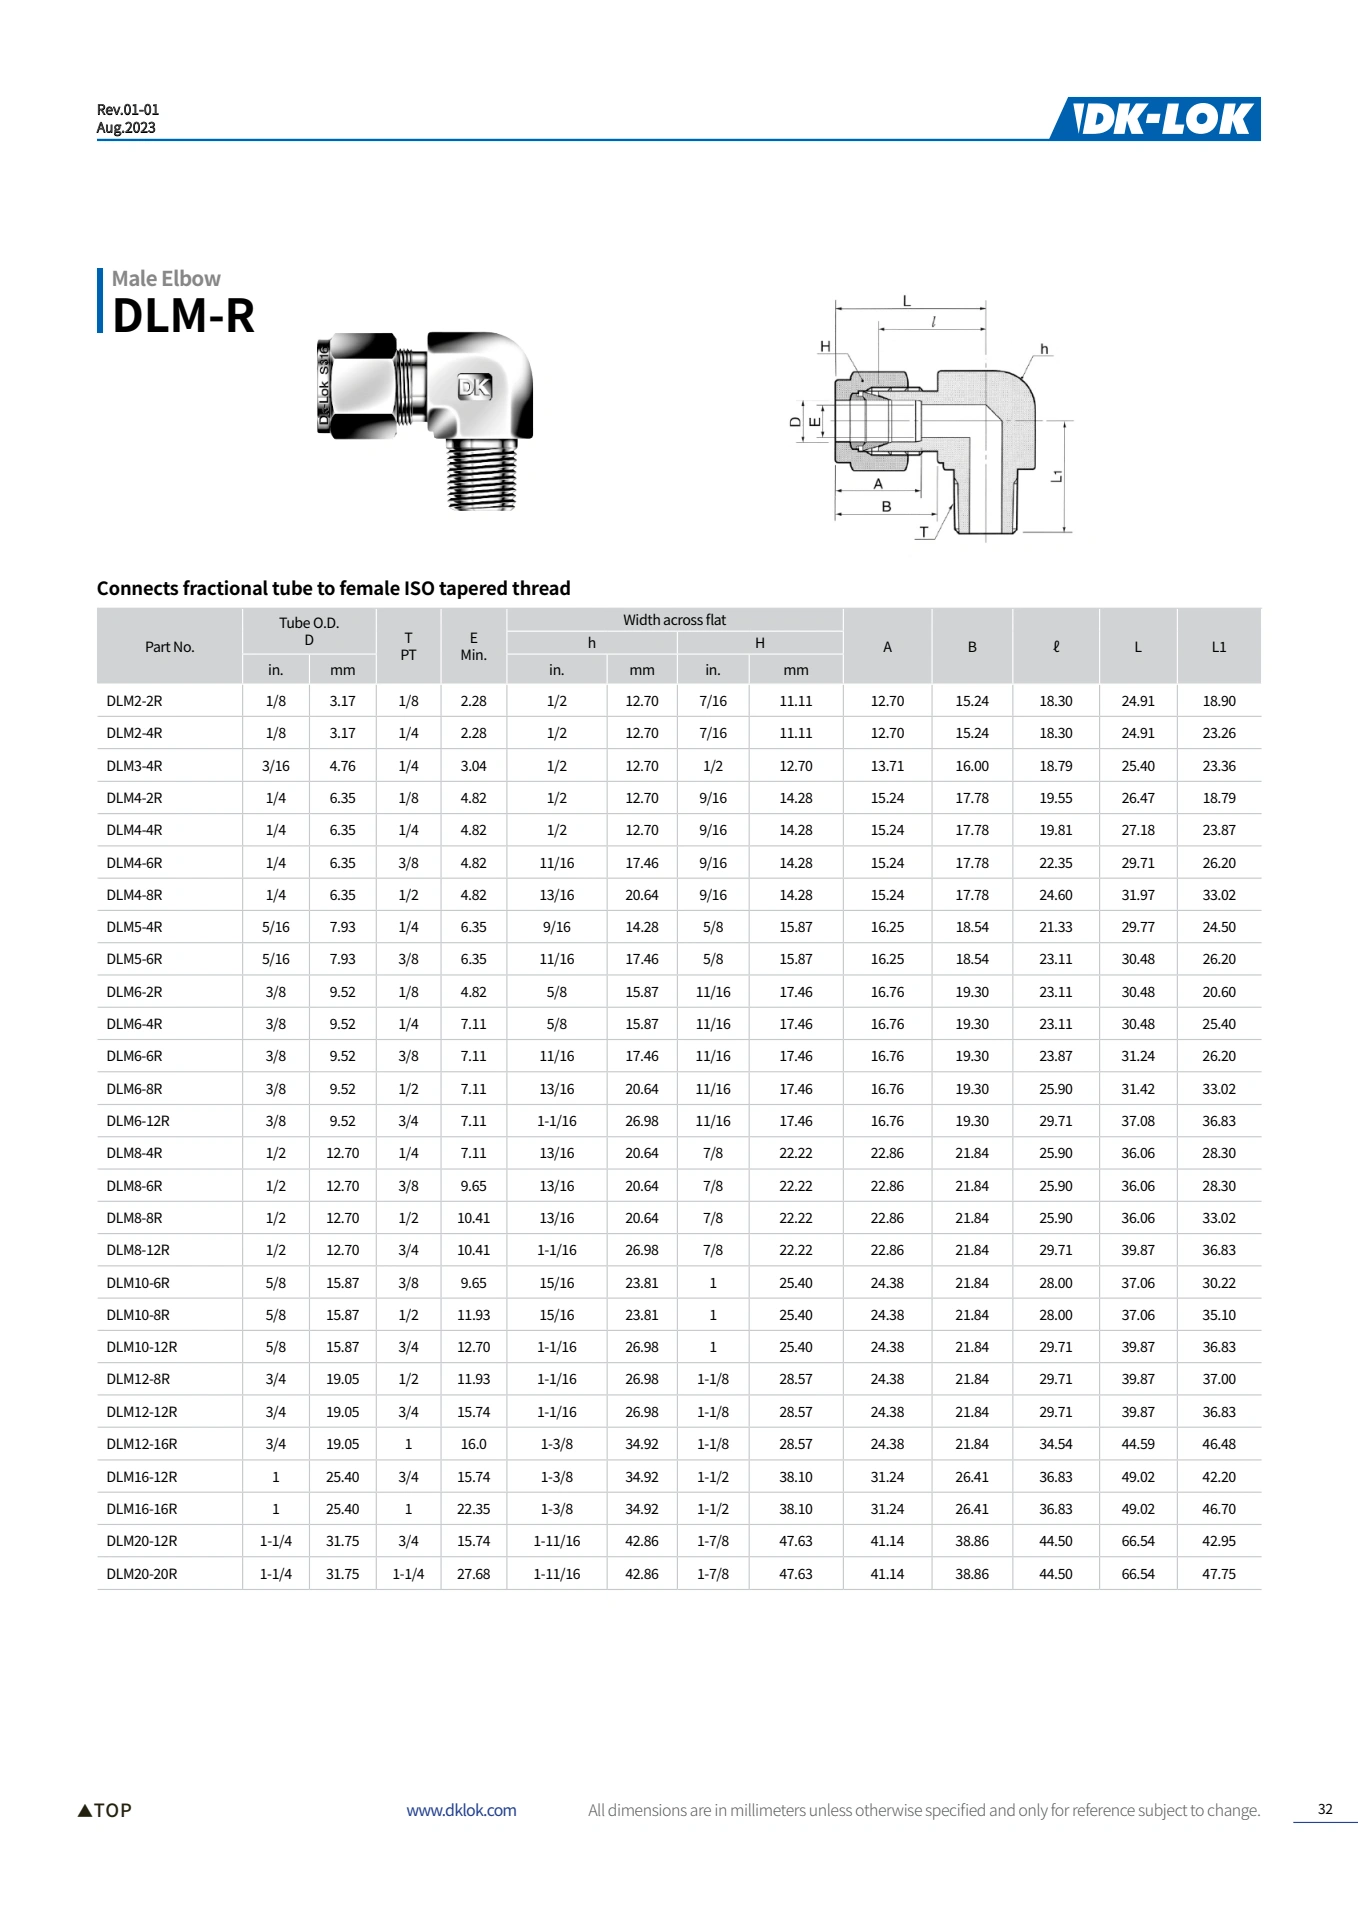 Rev.01-01
Aug.2023
DK-LOK
Male Elbow
DLM-R
DK-Lok S316
DK
L
l
H
h
D
E
L1
A
B
T
Connects fractional tube to female ISO tapered thread
Part No. Tube O.D. D T PT E Min. Width across flat A B ℓ L L1
h H
in. mm in. mm in. mm
DLM2-2R 1/8 3.17 1/8 2.28 1/2 12.70 7/16 11.11 12.70 15.24 18.30 24.91 18.90
DLM2-4R 1/8 3.17 1/4 2.28 1/2 12.70 7/16 11.11 12.70 15.24 18.30 24.91 23.26
DLM3-4R 3/16 4.76 1/4 3.04 1/2 12.70 1/2 12.70 13.71 16.00 18.79 25.40 23.36
DLM4-2R 1/4 6.35 1/8 4.82 1/2 12.70 9/16 14.28 15.24 17.78 19.55 26.47 18.79
DLM4-4R 1/4 6.35 1/4 4.82 1/2 12.70 9/16 14.28 15.24 17.78 19.81 27.18 23.87
DLM4-6R 1/4 6.35 3/8 4.82 11/16 17.46 9/16 14.28 15.24 17.78 22.35 29.71 26.20
DLM4-8R 1/4 6.35 1/2 4.82 13/16 20.64 9/16 14.28 15.24 17.78 24.60 31.97 33.02
DLM5-4R 5/16 7.93 1/4 6.35 9/16 14.28 5/8 15.87 16.25 18.54 21.33 29.77 24.50
DLM5-6R 5/16 7.93 3/8 6.35 11/16 17.46 5/8 15.87 16.25 18.54 23.11 30.48 26.20
DLM6-2R 3/8 9.52 1/8 4.82 5/8 15.87 11/16 17.46 16.76 19.30 23.11 30.48 20.60
DLM6-4R 3/8 9.52 1/4 7.11 5/8 15.87 11/16 17.46 16.76 19.30 23.11 30.48 25.40
DLM6-6R 3/8 9.52 3/8 7.11 11/16 17.46 11/16 17.46 16.76 19.30 23.87 31.24 26.20
DLM6-8R 3/8 9.52 1/2 7.11 13/16 20.64 11/16 17.46 16.76 19.30 25.90 31.42 33.02
DLM6-12R 3/8 9.52 3/4 7.11 1-1/16 26.98 11/16 17.46 16.76 19.30 29.71 37.08 36.83
DLM8-4R 1/2 12.70 1/4 7.11 13/16 20.64 7/8 22.22 22.86 21.84 25.90 36.06 28.30
DLM8-6R 1/2 12.70 3/8 9.65 13/16 20.64 7/8 22.22 22.86 21.84 25.90 36.06 28.30
DLM8-8R 1/2 12.70 1/2 10.41 13/16 20.64 7/8 22.22 22.86 21.84 25.90 36.06 33.02
DLM8-12R 1/2 12.70 3/4 10.41 1-1/16 26.98 7/8 22.22 22.86 21.84 29.71 39.87 36.83
DLM10-6R 5/8 15.87 3/8 9.65 15/16 23.81 1 25.40 24.38 21.84 28.00 37.06 30.22
DLM10-8R 5/8 15.87 1/2 11.93 15/16 23.81 1 25.40 24.38 21.84 28.00 37.06 35.10
DLM10-12R 5/8 15.87 3/4 12.70 1-1/16 26.98 1 25.40 24.38 21.84 29.71 39.87 36.83
DLM12-8R 3/4 19.05 1/2 11.93 1-1/16 26.98 1-1/8 28.57 24.38 21.84 29.71 39.87 37.00
DLM12-12R 3/4 19.05 3/4 15.74 1-1/16 26.98 1-1/8 28.57 24.38 21.84 29.71 39.87 36.83
DLM12-16R 3/4 19.05 1 16.0 1-3/8 34.92 1-1/8 28.57 24.38 21.84 34.54 44.59 46.48
DLM16-12R 1 25.40 3/4 15.74 1-3/8 34.92 1-1/2 38.10 31.24 26.41 36.83 49.02 42.20
DLM16-16R 1 25.40 1 22.35 1-3/8 34.92 1-1/2 38.10 31.24 26.41 36.83 49.02 46.70
DLM20-12R 1-1/4 31.75 3/4 15.74 1-11/16 42.86 1-7/8 47.63 41.14 38.86 44.50 66.54 42.95
DLM20-20R 1-1/4 31.75 1-1/4 27.68 1-11/16 42.86 1-7/8 47.63 41.14 38.86 44.50 66.54 47.75
▲TOP www.dklok.com All dimensions are in millimeters unless otherwise specified and only for reference subject to change. 32